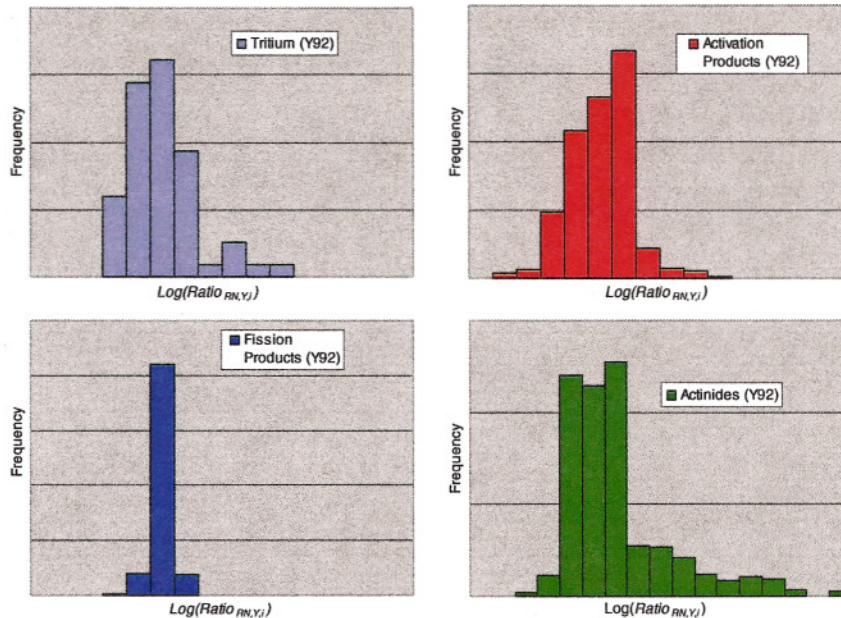 Frequency
Tritium (Y92)
Log(Ratio RN,Y,i)
Frequency
Activation
Products (Y92)
Log(Ratio RN,Y,i)
Frequency
Fission
Products (Y92)
Log(Ratio RN,Y,i)
Frequency
Actinides (Y92)
Log(Ratio RN,Y,i)